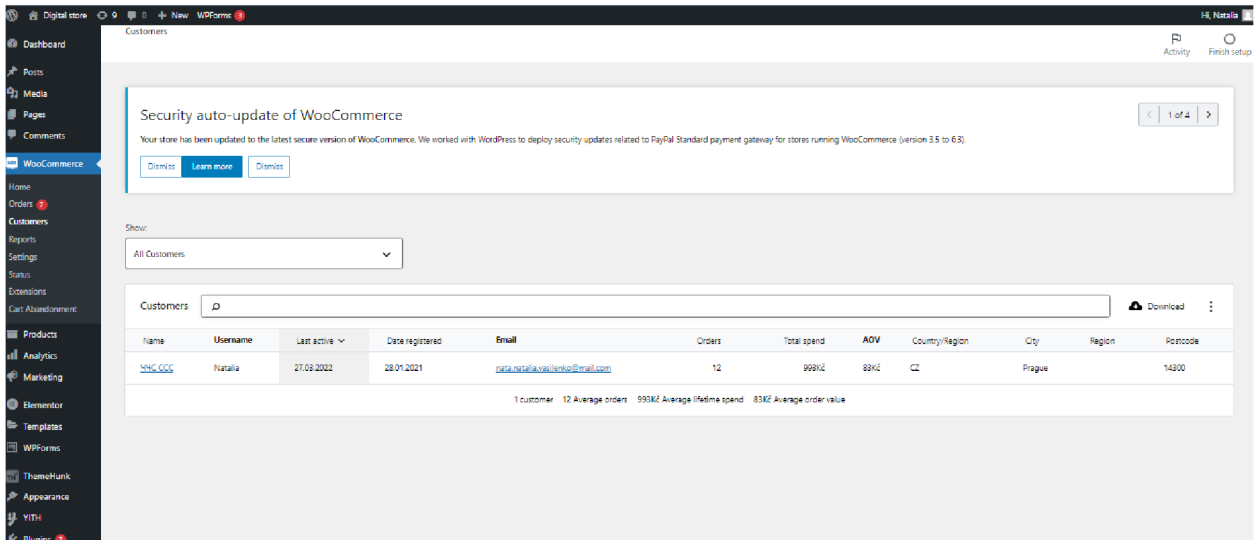 Digital store 9 0 + New WPForms 3 Hi, Natalia
Customers
Activity Finish setup
Dashboard
Posts
Media
Pages
Comments
WooCommerce
Home
Orders 7
Customers
Reports
Settings
Status
Extensions
Cart Abandonment
Products
Analytics
Marketing
Elementor
Templates
WPForms
ThemeHunk
Appearance
YITH
Plugins 7
Security auto-update of WooCommerce
1 of 4
Your store has been updated to the latest secure version of WooCommerce. We worked with WordPress to deploy security updates related to PayPal Standard payment gateway for stores running WooCommerce (version 3.5 to 6.3).
Dismiss Learn more Dismiss
Show:
All Customers
Customers Download
Name Username Last active Date registered Email Orders Total spend AOV Country/Region City Region Postcode
ччс ссс Natalia 27.03.2022 28.01.2021 nata.natalia.vasilenko@mail.com 12 993Kč 83Kč CZ Prague 14300
1 customer 12 Average orders 993Kč Average lifetime spend 83Kč Average order value